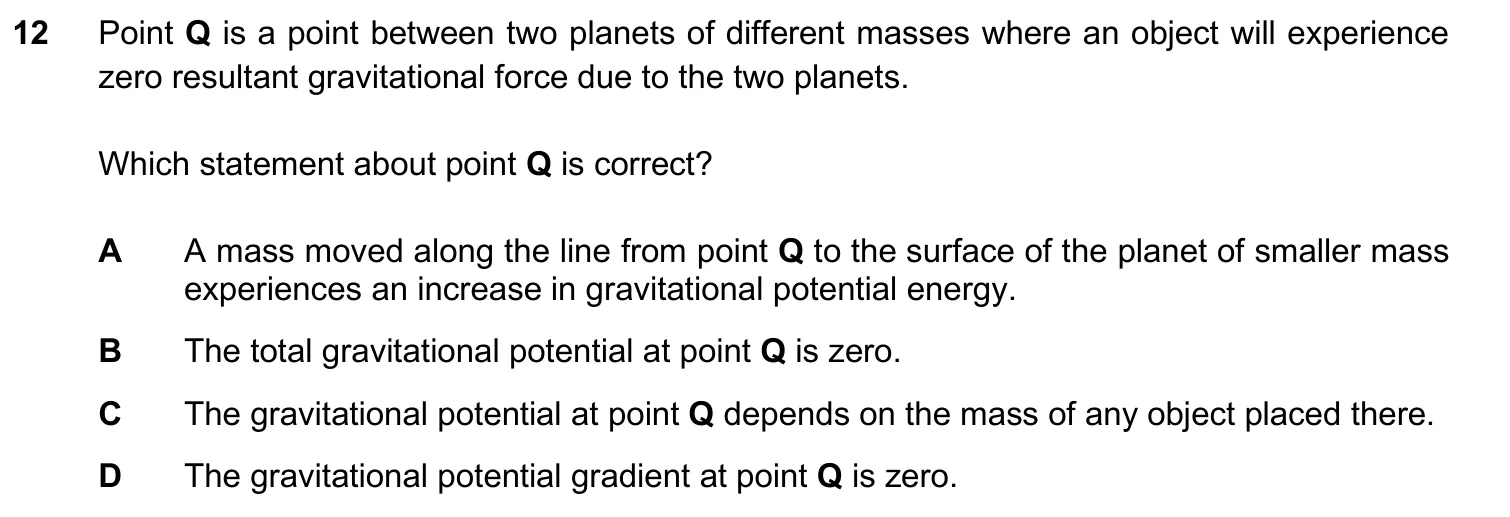 12 Point Q is a point between two planets of different masses where an object will experience
zero resultant gravitational force due to the two planets.
Which statement about point Q is correct?
A A mass moved along the line from point Q to the surface of the planet of smaller mass
experiences an increase in gravitational potential energy.
B The total gravitational potential at point Q is zero.
C The gravitational potential at point Q depends on the mass of any object placed there.
D The gravitational potential gradient at point Q is zero.